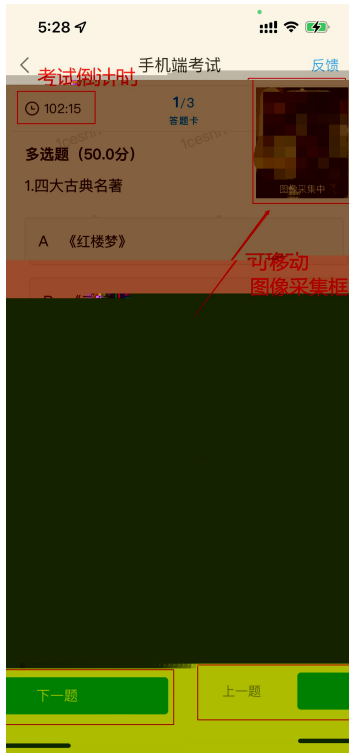 5:28
手机端考试
反馈
考试倒计时
102:15
1/3
答题卡
多选题（50.0分）
1.四大古典名著
图像采集中
A 《红楼梦》
可移动
图像采集框
下一题
上一题